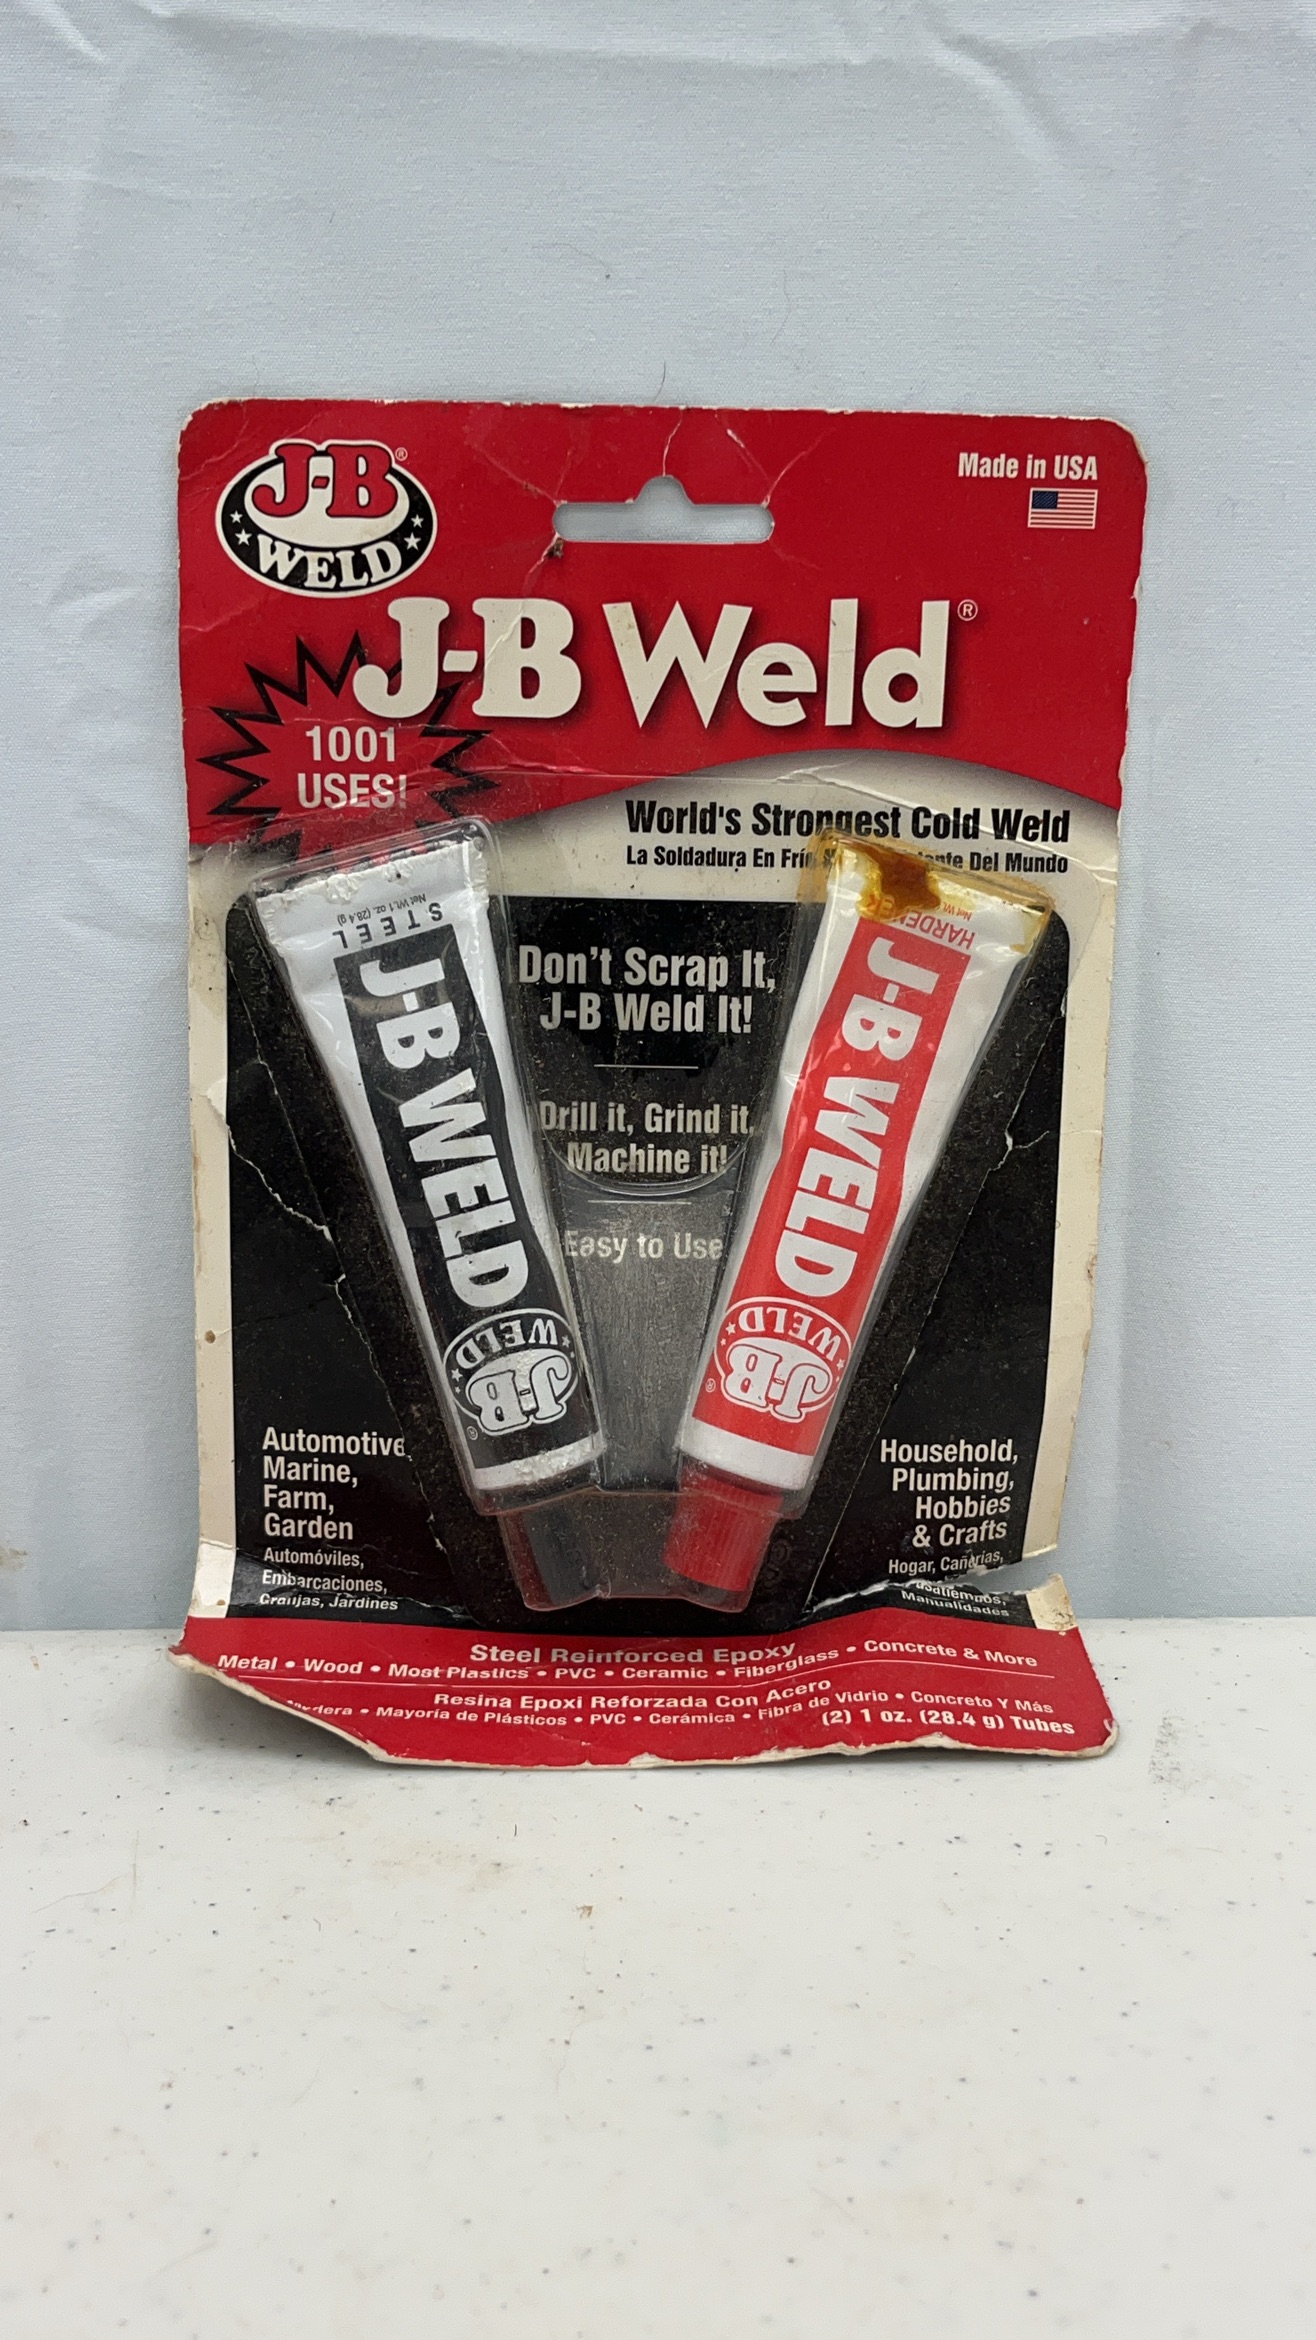 J-B®
WELD
Made in USA
J-B Weld®
1001
USES!
World's Strongest Cold Weld
La Soldadura En Frío Del Mundo
STEEL
Net Wt. 1 oz. (28.4 g)
J-B WELD
J-B
WELD
®
HARDENER
Net Wt.
J-B WELD
J-B
WELD
®
Don't Scrap It,
J-B Weld It!
Drill it, Grind it,
Machine it!
Easy to Use
Automotive,
Marine,
Farm,
Garden
Automóviles,
Embarcaciones,
Granjas, Jardines
Household,
Plumbing,
Hobbies
& Crafts
Hogar, Cañerías,
Pasatiempos,
Manualidades
Steel Reinforced Epoxy
Metal • Wood • Most Plastics • PVC • Ceramic • Fiberglass • Concrete & More
Resina Epoxi Reforzada Con Acero
• Mayoría de Plásticos • PVC • Cerámica • Fibra de Vidrio • Concreto Y Más
(2) 1 oz. (28.4 g) Tubes